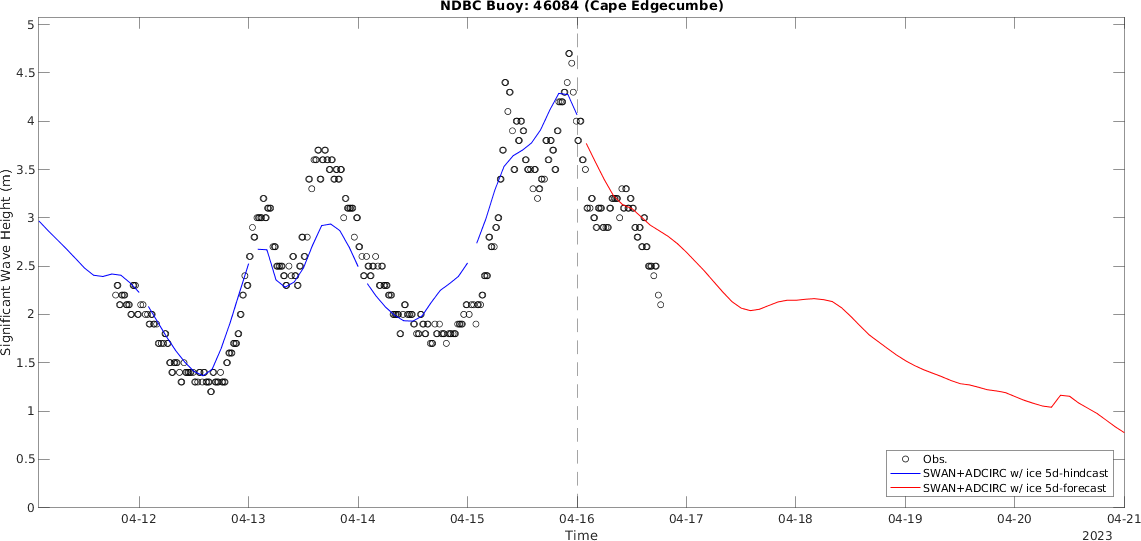 NDBC Buoy: 46084 (Cape Edgecumbe)
5
4.5
4
3.5
3
2.5
2
1.5
1
0.5
0
Significant Wave Height (m)
04-12 04-13 04-14 04-15 04-16 04-17 04-18 04-19 04-20 04-21
Time
2023
Obs.
SWAN+ADCIRC w/ ice 5d-hindcast
SWAN+ADCIRC w/ ice 5d-forecast